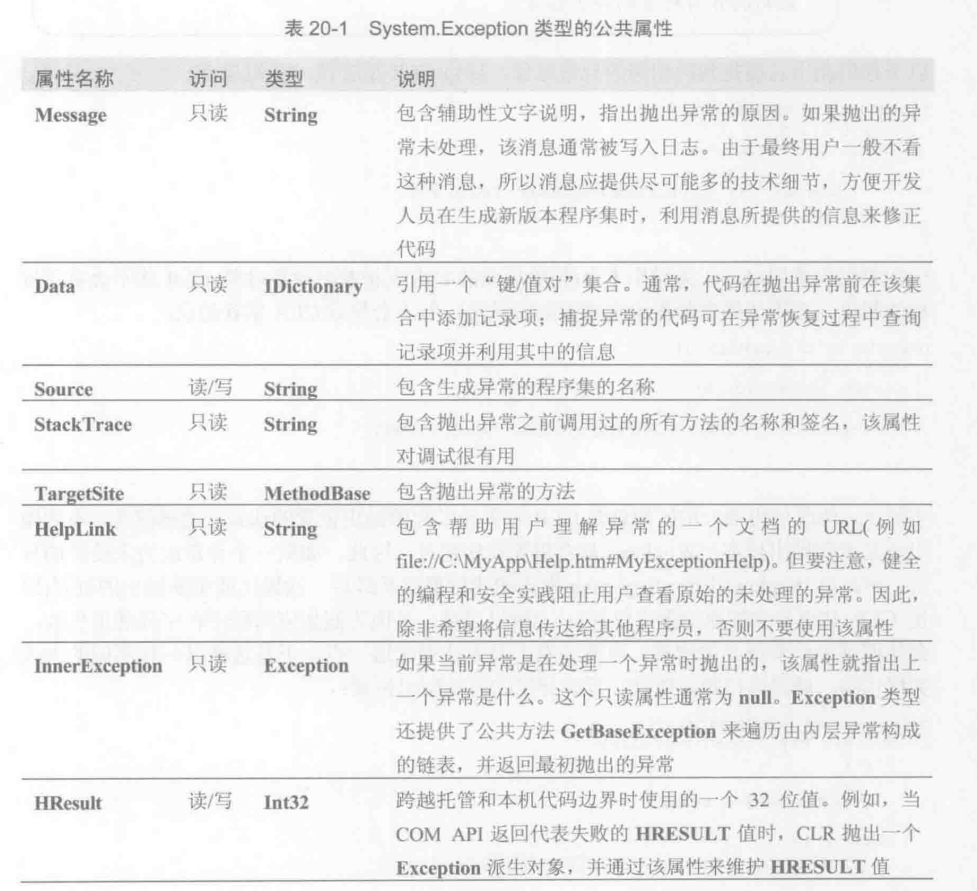 表 20-1 System.Exception 类型的公共属性
属性名称 访问 类型 说明
Message 只读 String 包含辅助性文字说明，指出抛出异常的原因。如果抛出的异
常未处理，该消息通常被写入日志。由于最终用户一般不看
这种消息，所以消息应提供尽可能多的技术细节，方便开发
人员在生成新版本程序集时，利用消息所提供的信息来修正
代码
Data 只读 IDictionary 引用一个“键/值对”集合。通常，代码在抛出异常前在该集
合中添加记录项；捕捉异常的代码可在异常恢复过程中查询
记录项并利用其中的信息
Source 读/写 String 包含生成异常的程序集的名称
StackTrace 只读 String 包含抛出异常之前调用过的所有方法的名称和签名，该属性
对调试很有用
TargetSite 只读 MethodBase 包含抛出异常的方法
HelpLink 只读 String 包含帮助用户理解异常的一个文档的 URL(例如
file://C:\MyApp\Help.htm#MyExceptionHelp)。但要注意，健全
的编程和安全实践阻止用户查看原始的未处理的异常。因此，
除非希望将信息传达给其他程序员，否则不要使用该属性
InnerException 只读 Exception 如果当前异常是在处理一个异常时抛出的，该属性就指出上
一个异常是什么。这个只读属性通常为 null。Exception 类型
还提供了公共方法 GetBaseException 来遍历由内层异常构成
的链表，并返回最初抛出的异常
HResult 读/写 Int32 跨越托管和本机代码边界时使用的一个 32 位值。例如，当
COM API 返回代表失败的 HRESULT 值时，CLR 抛出一个
Exception 派生对象，并通过该属性来维护 HRESULT 值